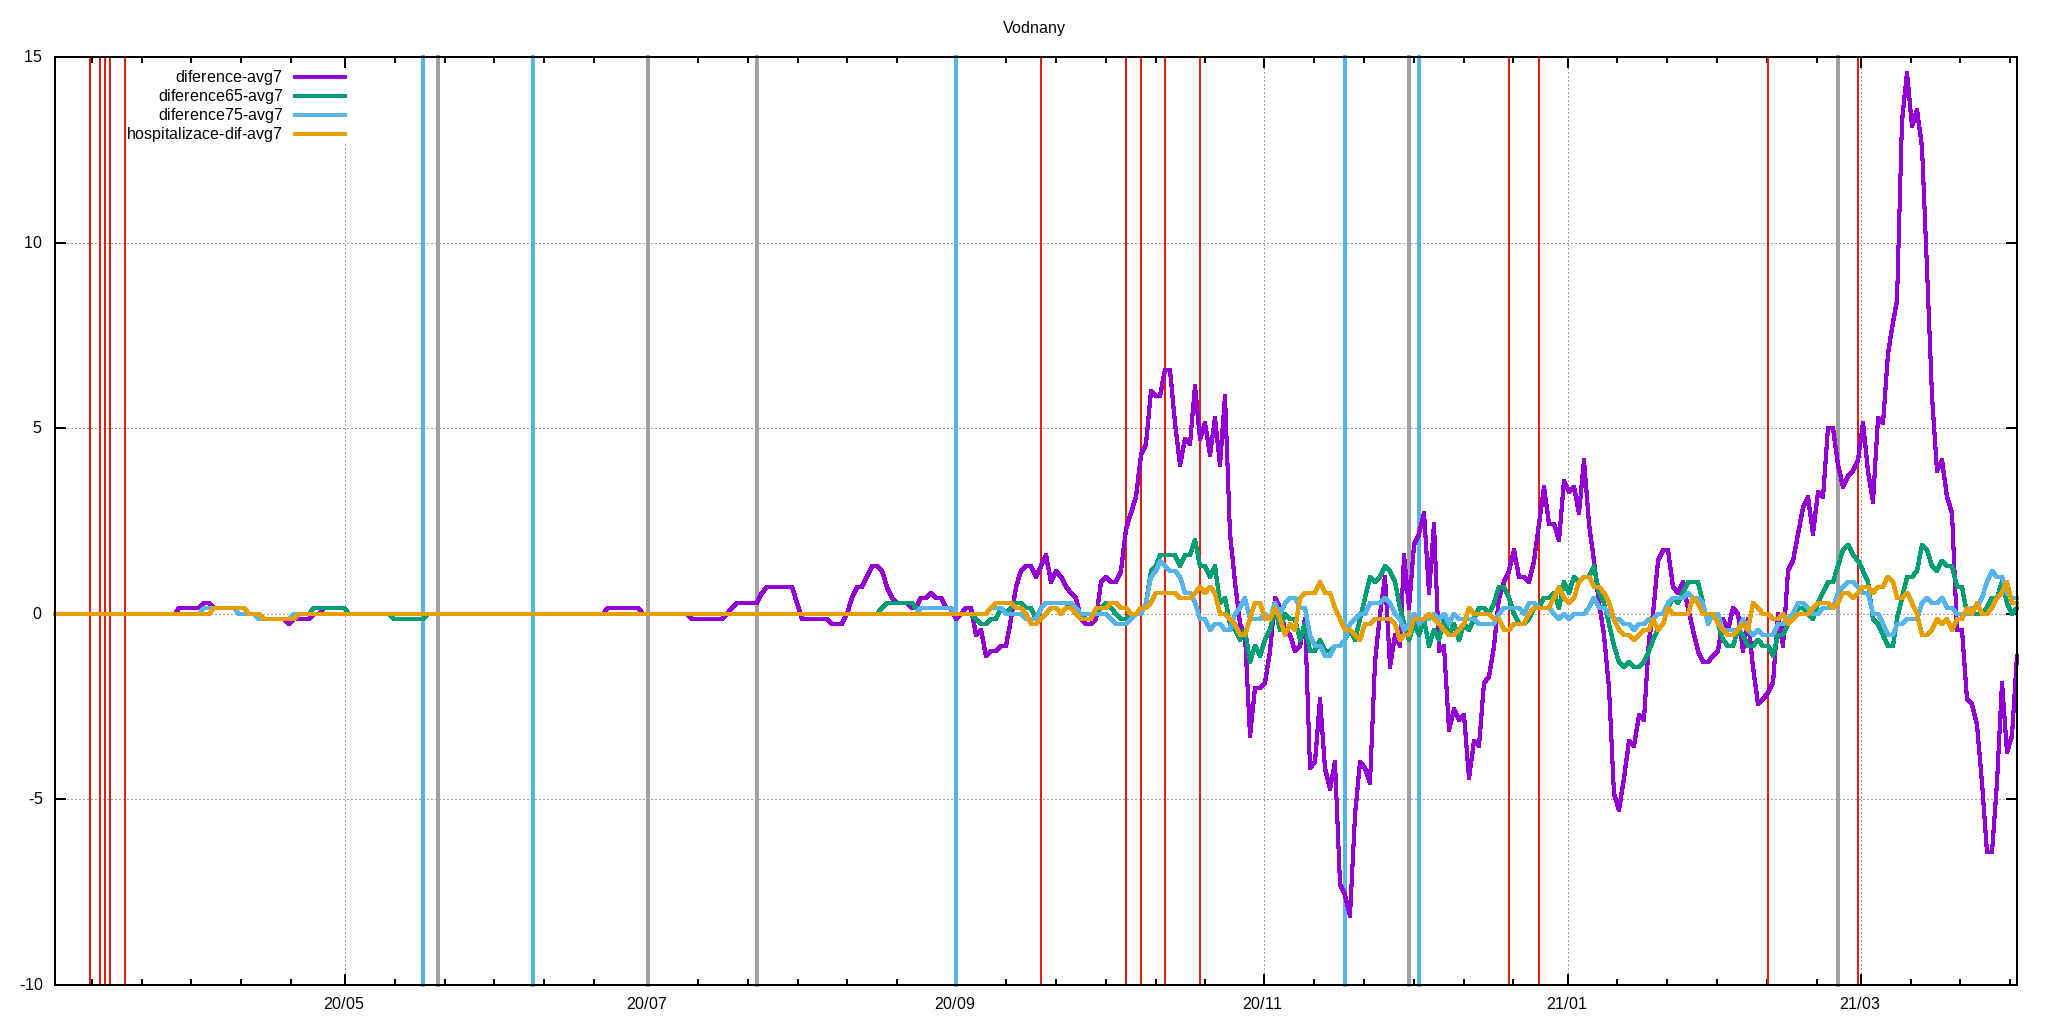 Vodnany
15
diference-avg7
diference65-avg7
diference75-avg7
hospitalizace-dif-avg7
10
5
0
-5
-10
20/05 20/07 20/09 20/11 21/01 21/03